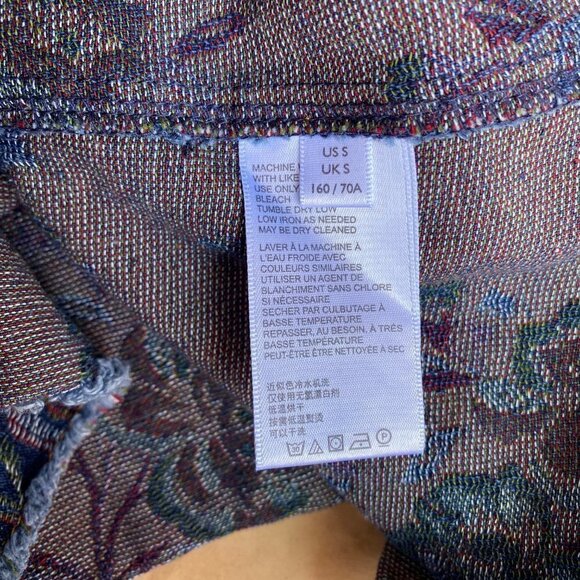 US S
UK S
160 / 70A
MACHINE
WITH LIKE
USE ONLY
BLEACH
TUMBLE DRY LOW
LOW IRON AS NEEDED
MAY BE DRY CLEANED
LAVER À LA MACHINE À
L'EAU FROIDE AVEC
COULEURS SIMILAIRES
UTILISER UN AGENT DE
BLANCHIMENT SANS CHLORE
SI NÉCESSAIRE
SECHER PAR CULBUTAGE À
BASSE TEMPÉRATURE
REPASSER, AU BESOIN, À TRÈS
BASSE TEMPÉRATURE
PEUT-ÊTRE ÊTRE NETTOYÉE A SEC
近似色冷水机洗
仅使用无氯漂白剂
低温烘干
按需低温熨烫
可以干洗